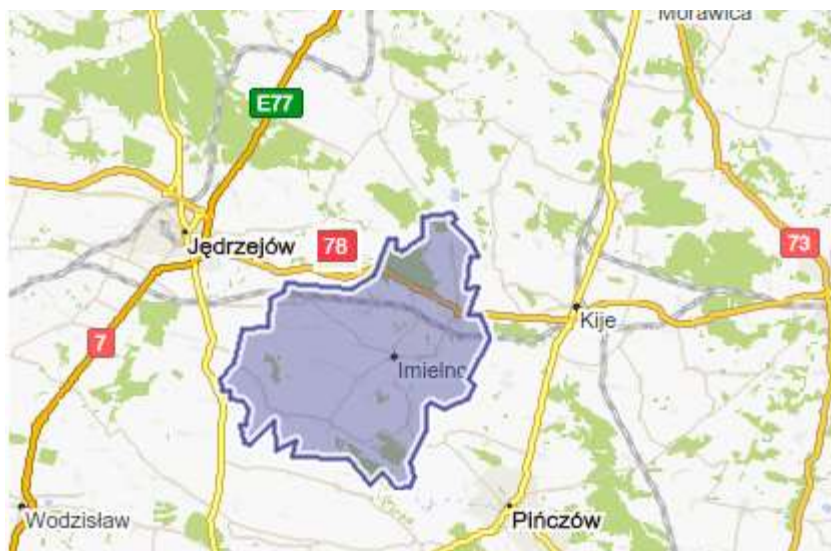 Morawica
E77
Jędrzejów
78
73
7
Kije
Imielno
Wodzisław
Pińczów